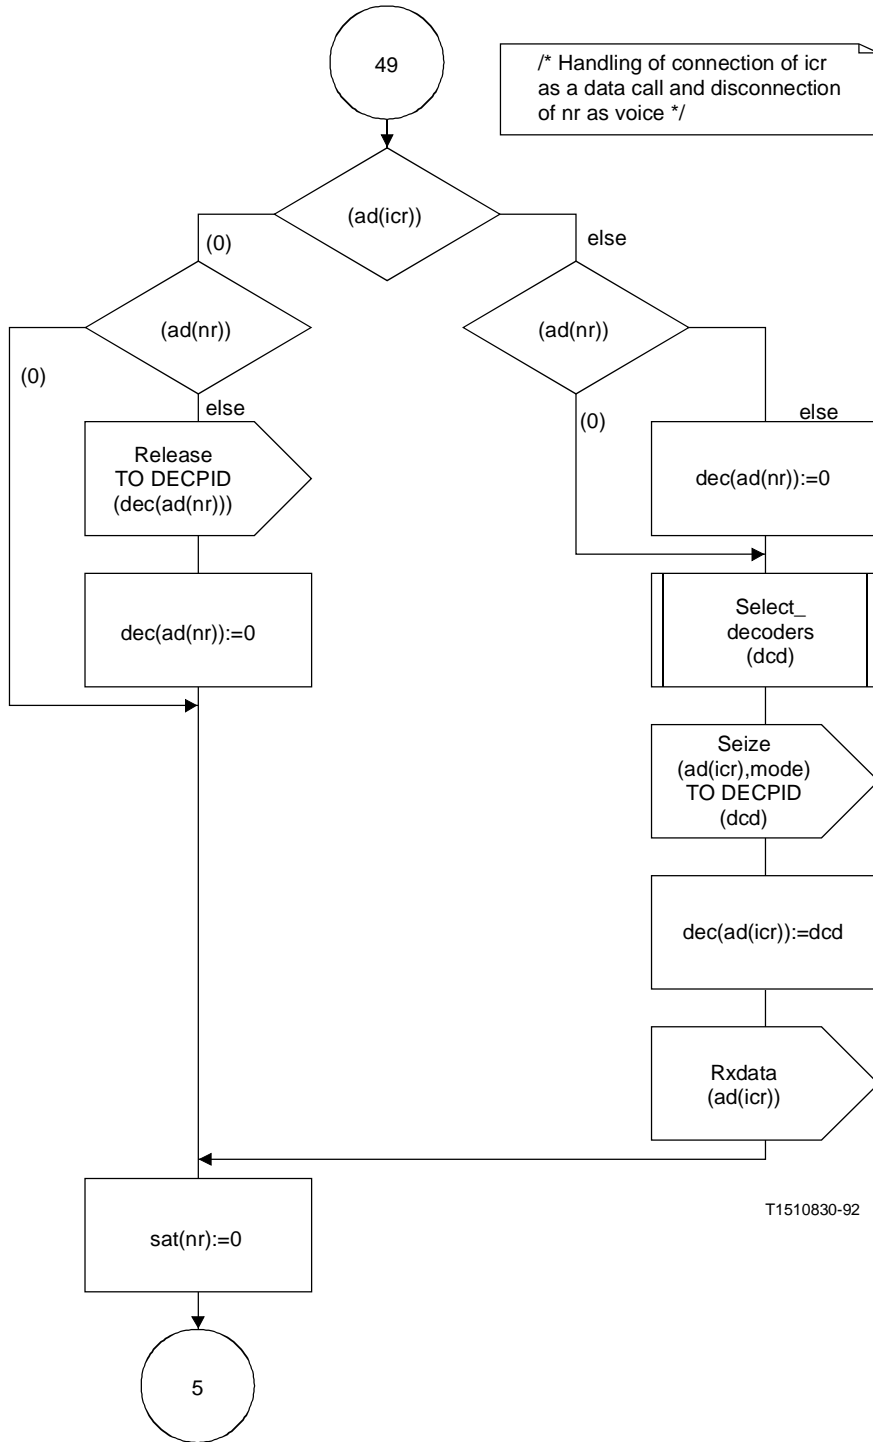 49
/* Handling of connection of icr
as a data call and disconnection
of nr as voice */
(ad(icr))
(0)
else
(ad(nr))
(ad(nr))
(0)
else
(0)
else
Release
TO DECPID
(dec(ad(nr)))
dec(ad(nr)):=0
dec(ad(nr)):=0
Select_
decoders
(dcd)
Seize
(ad(icr),mode)
TO DECPID
(dcd)
dec(ad(icr)):=dcd
Rxdata
(ad(icr))
T1510830-92
sat(nr):=0
5